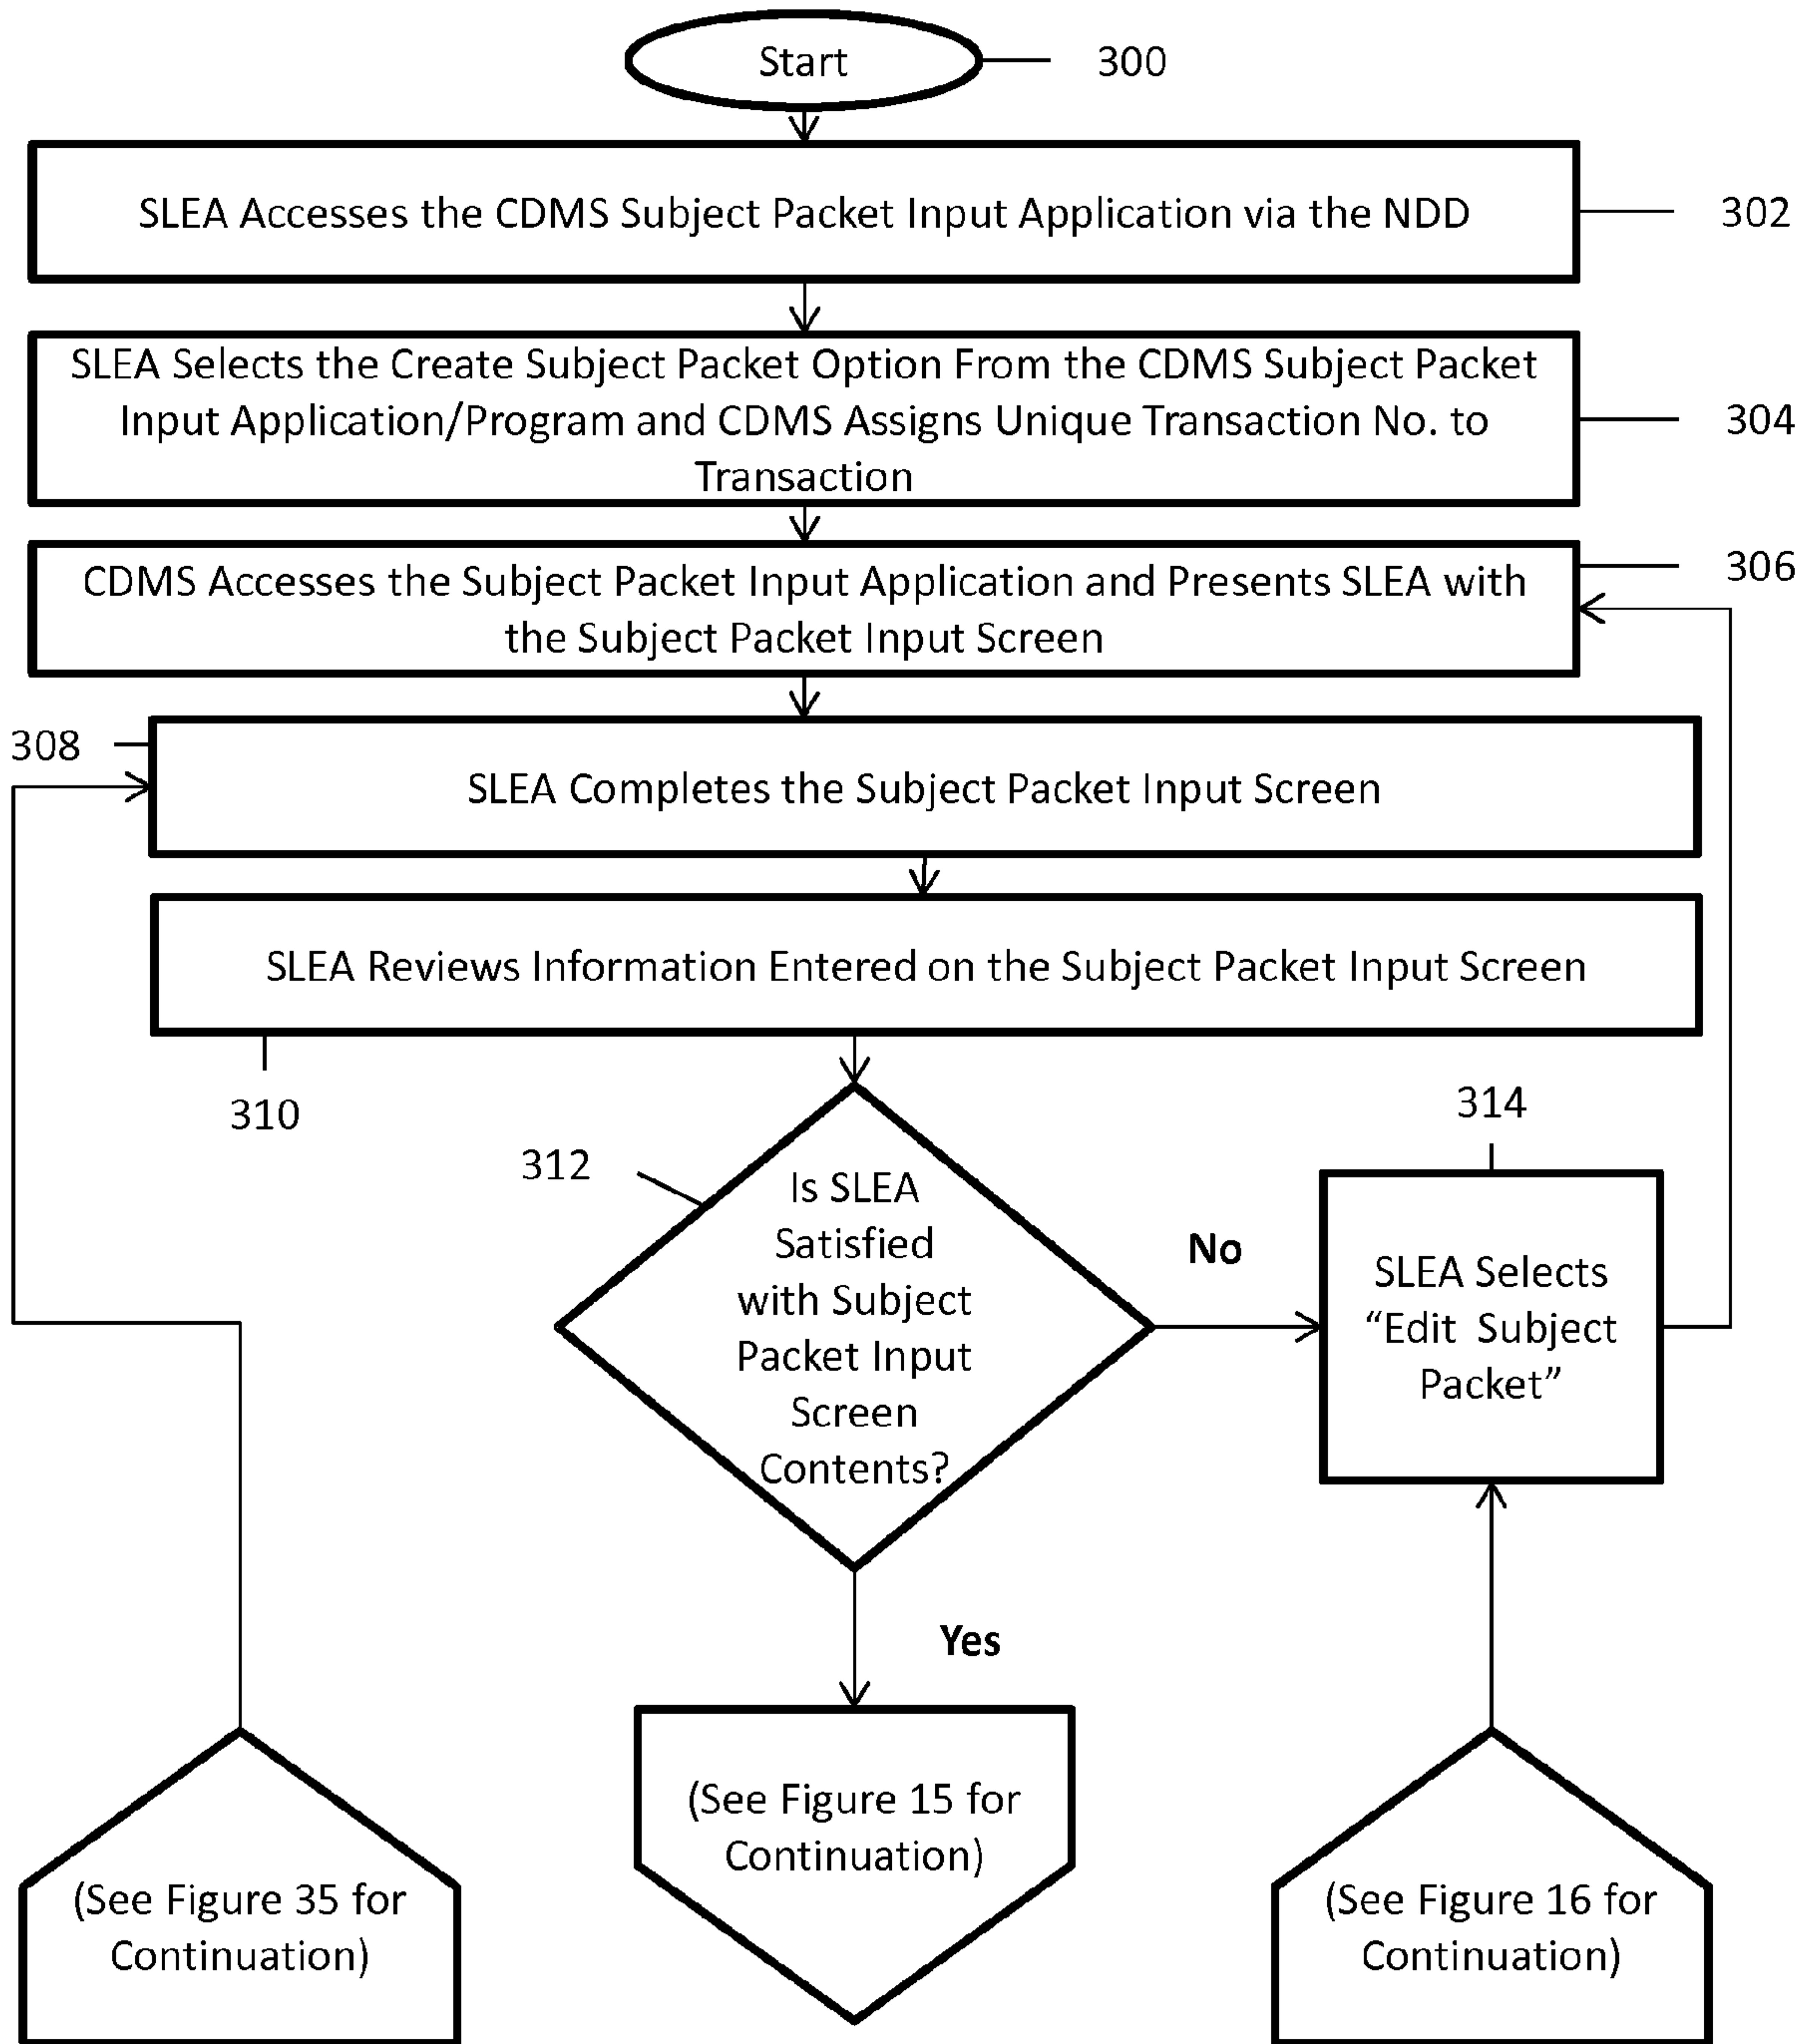 Start
300
SLEA Accesses the CDMS Subject Packet Input Application via the NDD
302
SLEA Selects the Create Subject Packet Option From the CDMS Subject Packet
Input Application/Program and CDMS Assigns Unique Transaction No. to
Transaction
304
CDMS Accesses the Subject Packet Input Application and Presents SLEA with
the Subject Packet Input Screen
306
308
SLEA Completes the Subject Packet Input Screen
SLEA Reviews Information Entered on the Subject Packet Input Screen
310
312
Is SLEA
Satisfied
with Subject
Packet Input
Screen
Contents?
No
314
SLEA Selects
“Edit Subject
Packet”
Yes
(See Figure 35 for
Continuation)
(See Figure 15 for
Continuation)
(See Figure 16 for
Continuation)